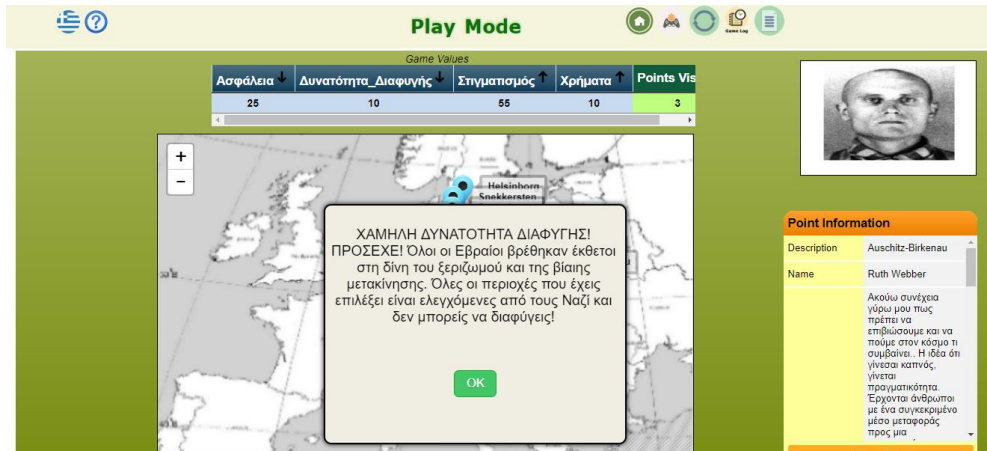 Play Mode
Game Log
Game Values
Ασφάλεια Δυνατότητα_Διαφυγής Στιγματισμός Χρήματα Points Vis
25 10 55 10 3
+
−
Helsinborg
Snekkersten
ΧΑΜΗΛΗ ΔΥΝΑΤΟΤΗΤΑ ΔΙΑΦΥΓΗΣ!
ΠΡΟΣΕΧΕ! Όλοι οι Εβραίοι βρέθηκαν έκθετοι
στη δίνη του ξεριζωμού και της βίαιης
μετακίνησης. Όλες οι περιοχές που έχεις
επιλέξει είναι ελεγχόμενες από τους Ναζί και
δεν μπορείς να διαφύγεις!
OK
Point Information
Description Auschitz-Birkenau
Name Ruth Webber
Ακούω συνέχεια
γύρω μου πως
πρέπει να
επιβιώσουμε και να
πούμε στον κόσμο τι
συμβαίνει.. Η ιδέα ότι
γίνεσαι καπνός,
γίνεται
πραγματικότητα.
Έρχονται άνθρωποι
με ένα συγκεκριμένο
μέσο μεταφοράς
προς μια